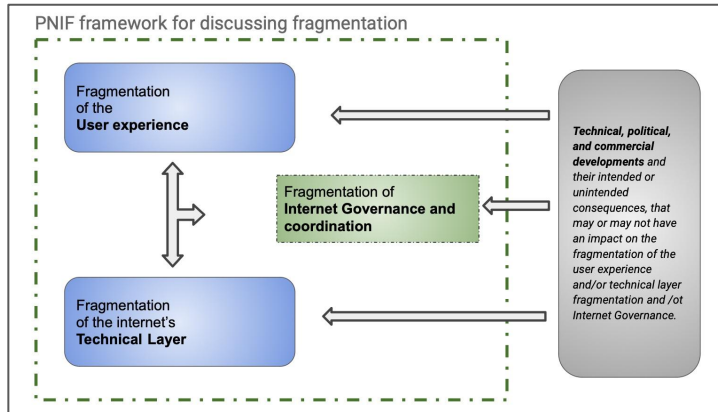 PNIF framework for discussing fragmentation
Fragmentation
of the
User experience
Fragmentation of
Internet Governance and
coordination
Fragmentation
of the internet's
Technical Layer
Technical, political,
and commercial
developments and
their intended or
unintended
consequences, that
may or may not have
an impact on the
fragmentation of the
user experience
and/or technical layer
fragmentation and /ot
Internet Governance.